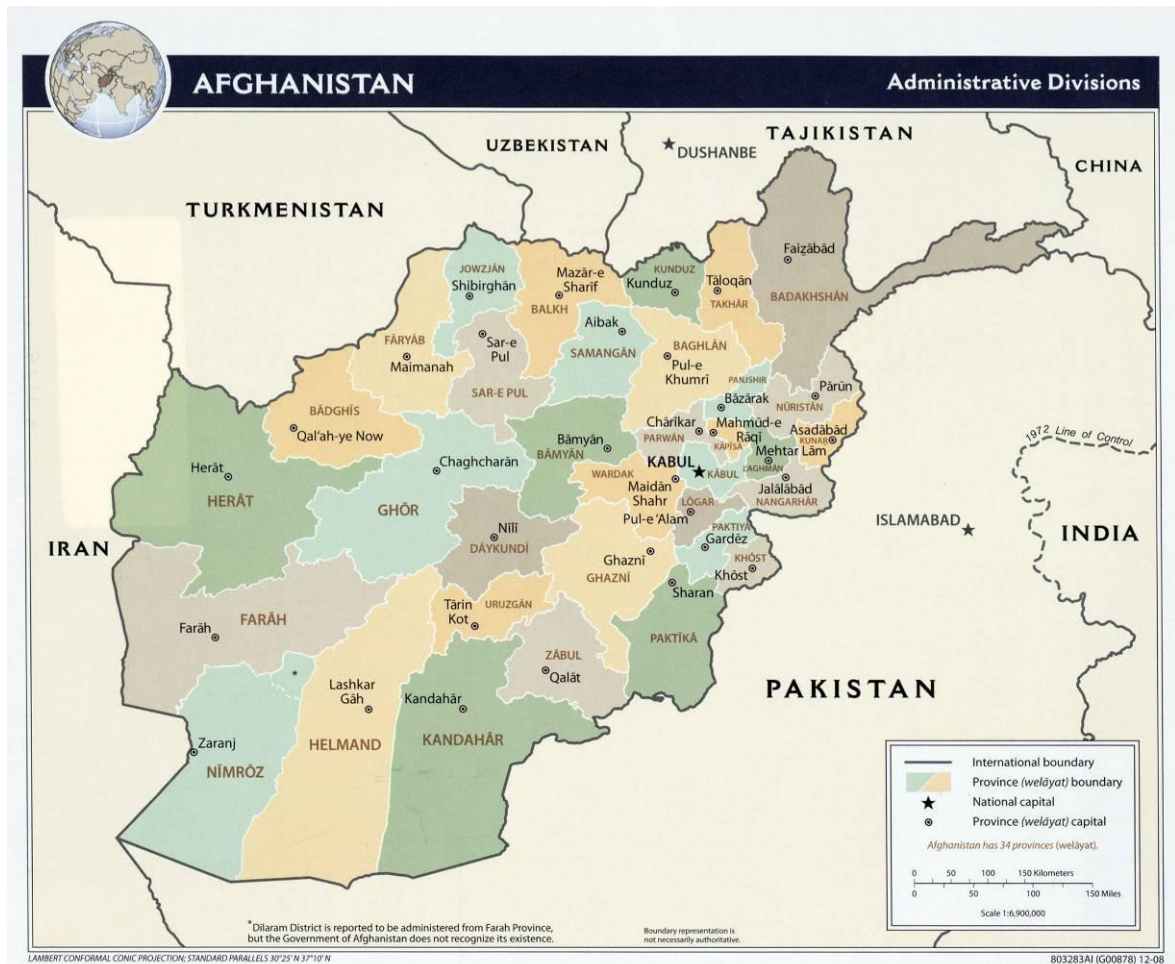 AFGHANISTAN
Administrative Divisions
UZBEKISTAN
DUSHANBE
TAJIKISTAN
CHINA
TURKMENISTAN
Faiz̧ābād
JOWZJĀN
Shibirghān
Mazār-e
Sharīf
BALKH
KUNDUZ
Kunduz
Tāloqān
TAKHĀR
BADAKHSHĀN
Aibak
SAMANGĀN
FĀRYĀB
Maimanah
Sar-e
Pul
SAR-E PUL
BAGHLĀN
Pul-e
Khumrī
PANJSHIR
Bāzārak
Pārūn
NŪRISTĀN
BĀDGHĪS
Qal'ah-ye Now
Chārīkar
PARWĀN
Mahmūd-e
Rāqī
KĀPĪSA
Asadābād
KUNAR
Mehtar
Lām
LAGHMĀN
1972 Line of Control
Herāt
HERĀT
Chaghcharān
GHŌR
Bāmyān
BĀMYĀN
KABUL
KĀBUL
WARDAK
Maidān
Shahr
Jalālābād
NANGARHĀR
LŌGAR
Pul-e 'Alam
PAKTIYĀ
Gardēz
ISLAMABAD
INDIA
IRAN
Nīlī
DĀYKUNDĪ
Ghaznī
GHAZNĪ
KHŌST
Khōst
Sharan
PAKTĪKĀ
FARĀH
Farāh
Tārin
Kot
URUZGĀN
ZĀBUL
Qalāt
PAKISTAN
*
Lashkar
Gāh
HELMAND
Kandahār
KANDAHĀR
Zaranj
NĪMRŌZ
International boundary
Province (welāyat) boundary
National capital
Province (welāyat) capital
Afghanistan has 34 provinces (welāyat).
0 50 100 150 Kilometers
0 50 100 150 Miles
Scale 1:6,900,000
*Dilaram District is reported to be administered from Farah Province,
but the Government of Afghanistan does not recognize its existence.
Boundary representation is
not necessarily authoritative.
LAMBERT CONFORMAL CONIC PROJECTION; STANDARD PARALLELS 30°25' N 37°10' N
803283AI (G00878) 12-08